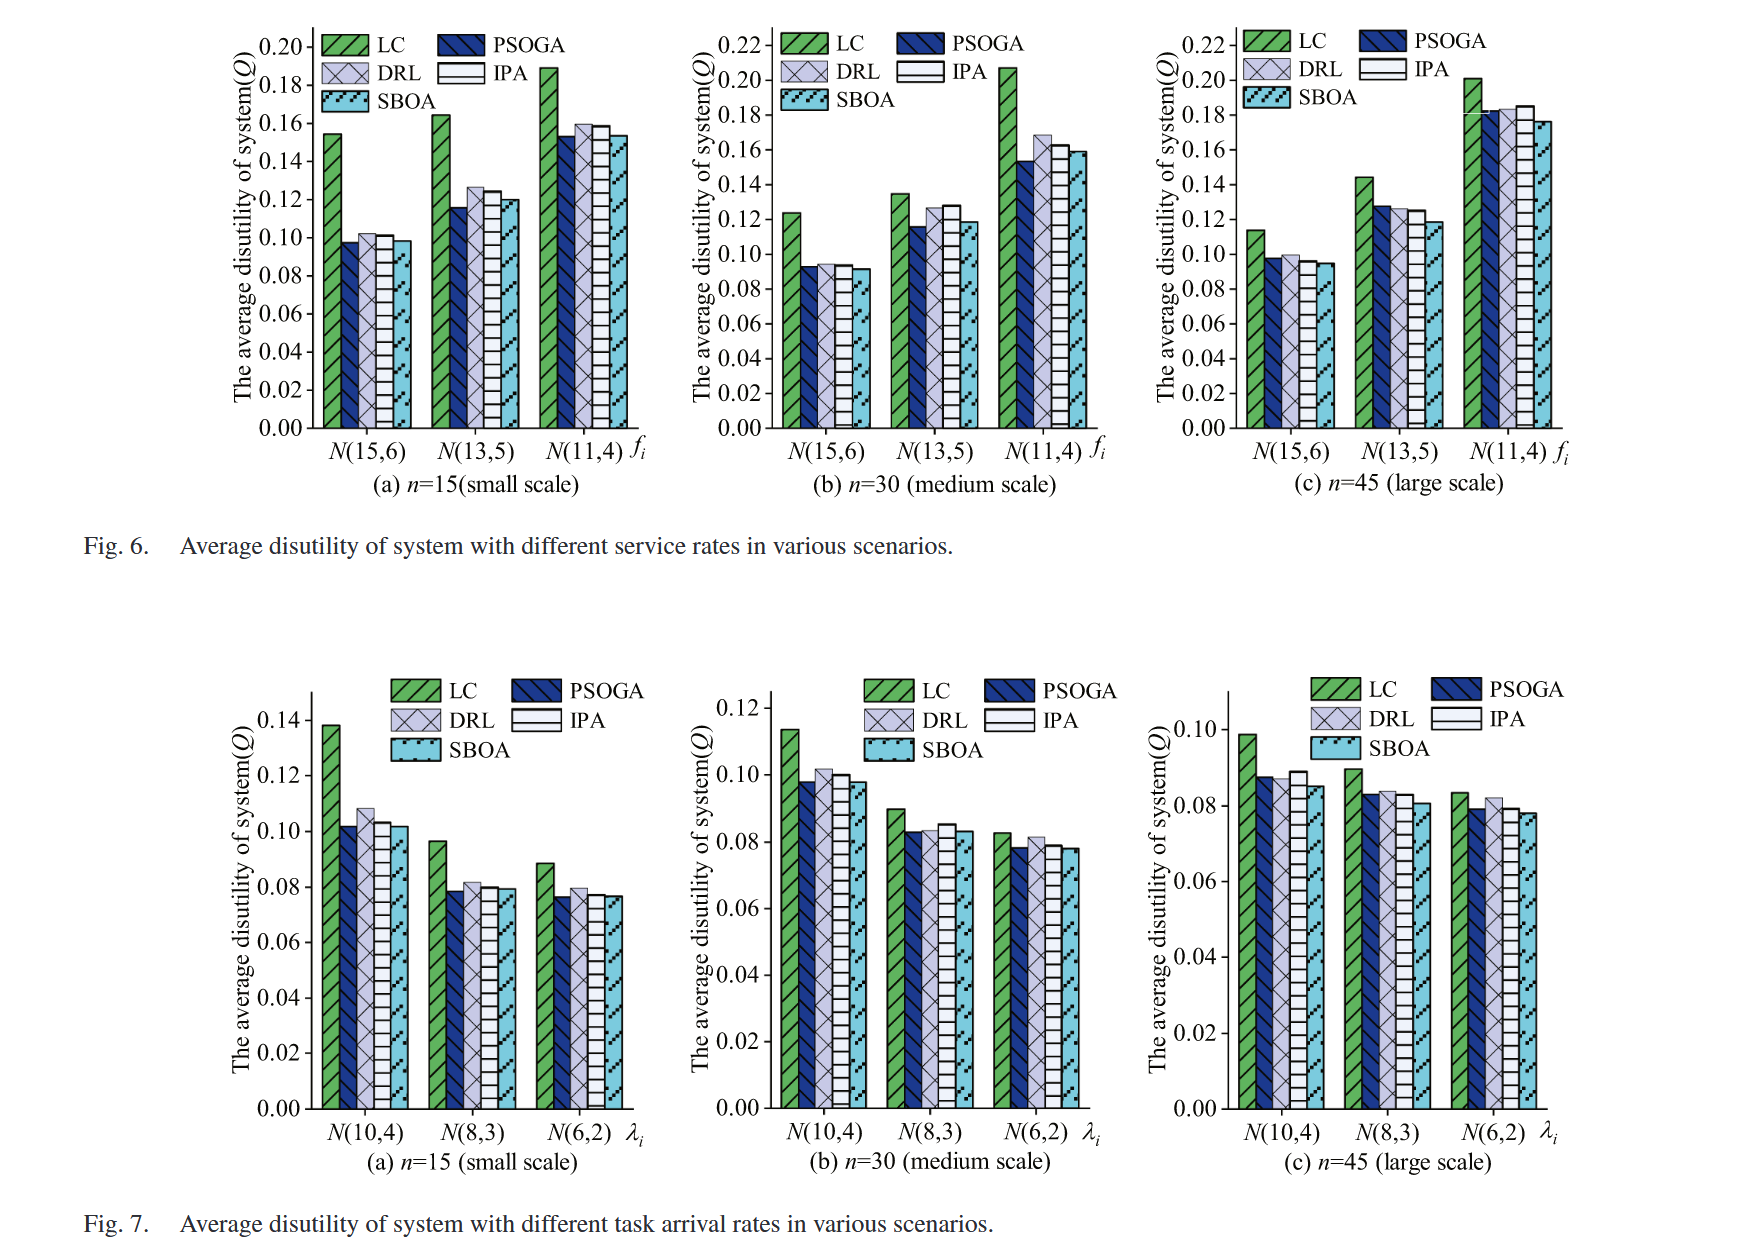 The average disutility of system(Q)
0.20
0.18
0.16
0.14
0.12
0.10
0.08
0.06
0.04
0.02
0.00
LC PSOGA
DRL IPA
SBOA
N(15,6) N(13,5) N(11,4) fi
(a) n=15(small scale)
The average disutility of system(Q)
0.22
0.20
0.18
0.16
0.14
0.12
0.10
0.08
0.06
0.04
0.02
0.00
LC PSOGA
DRL IPA
SBOA
N(15,6) N(13,5) N(11,4) fi
(b) n=30 (medium scale)
The average disutility of system(Q)
0.22
0.20
0.18
0.16
0.14
0.12
0.10
0.08
0.06
0.04
0.02
0.00
LC PSOGA
DRL IPA
SBOA
N(15,6) N(13,5) N(11,4) fi
(c) n=45 (large scale)
Fig. 6. Average disutility of system with different service rates in various scenarios.
The average disutility of system(Q)
0.14
0.12
0.10
0.08
0.06
0.04
0.02
0.00
LC PSOGA
DRL IPA
SBOA
N(10,4) N(8,3) N(6,2) λi
(a) n=15 (small scale)
The average disutility of system(Q)
0.12
0.10
0.08
0.06
0.04
0.02
0.00
LC PSOGA
DRL IPA
SBOA
N(10,4) N(8,3) N(6,2) λi
(b) n=30 (medium scale)
The average disutility of system(Q)
0.10
0.08
0.06
0.04
0.02
0.00
LC PSOGA
DRL IPA
SBOA
N(10,4) N(8,3) N(6,2) λi
(c) n=45 (large scale)
Fig. 7. Average disutility of system with different task arrival rates in various scenarios.